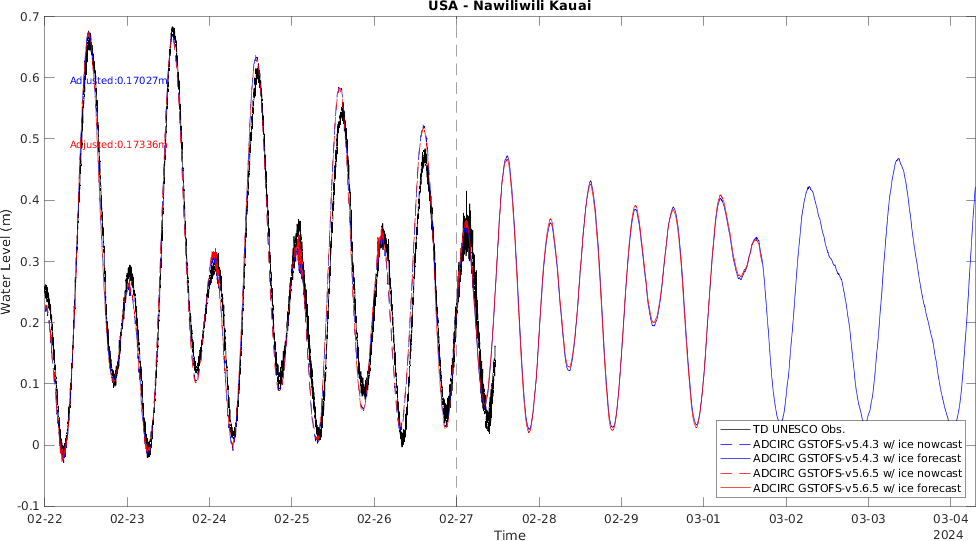 USA - Nawiliwili Kauai
0.7
0.6
0.5
0.4
0.3
0.2
0.1
0
-0.1
Water Level (m)
Adjusted:0.17027m
Adjusted:0.17336m
TD UNESCO Obs.
ADCIRC GSTOFS-v5.4.3 w/ ice nowcast
ADCIRC GSTOFS-v5.4.3 w/ ice forecast
ADCIRC GSTOFS-v5.6.5 w/ ice nowcast
ADCIRC GSTOFS-v5.6.5 w/ ice forecast
02-22 02-23 02-24 02-25 02-26 02-27 02-28 02-29 03-01 03-02 03-03 03-04
Time 2024